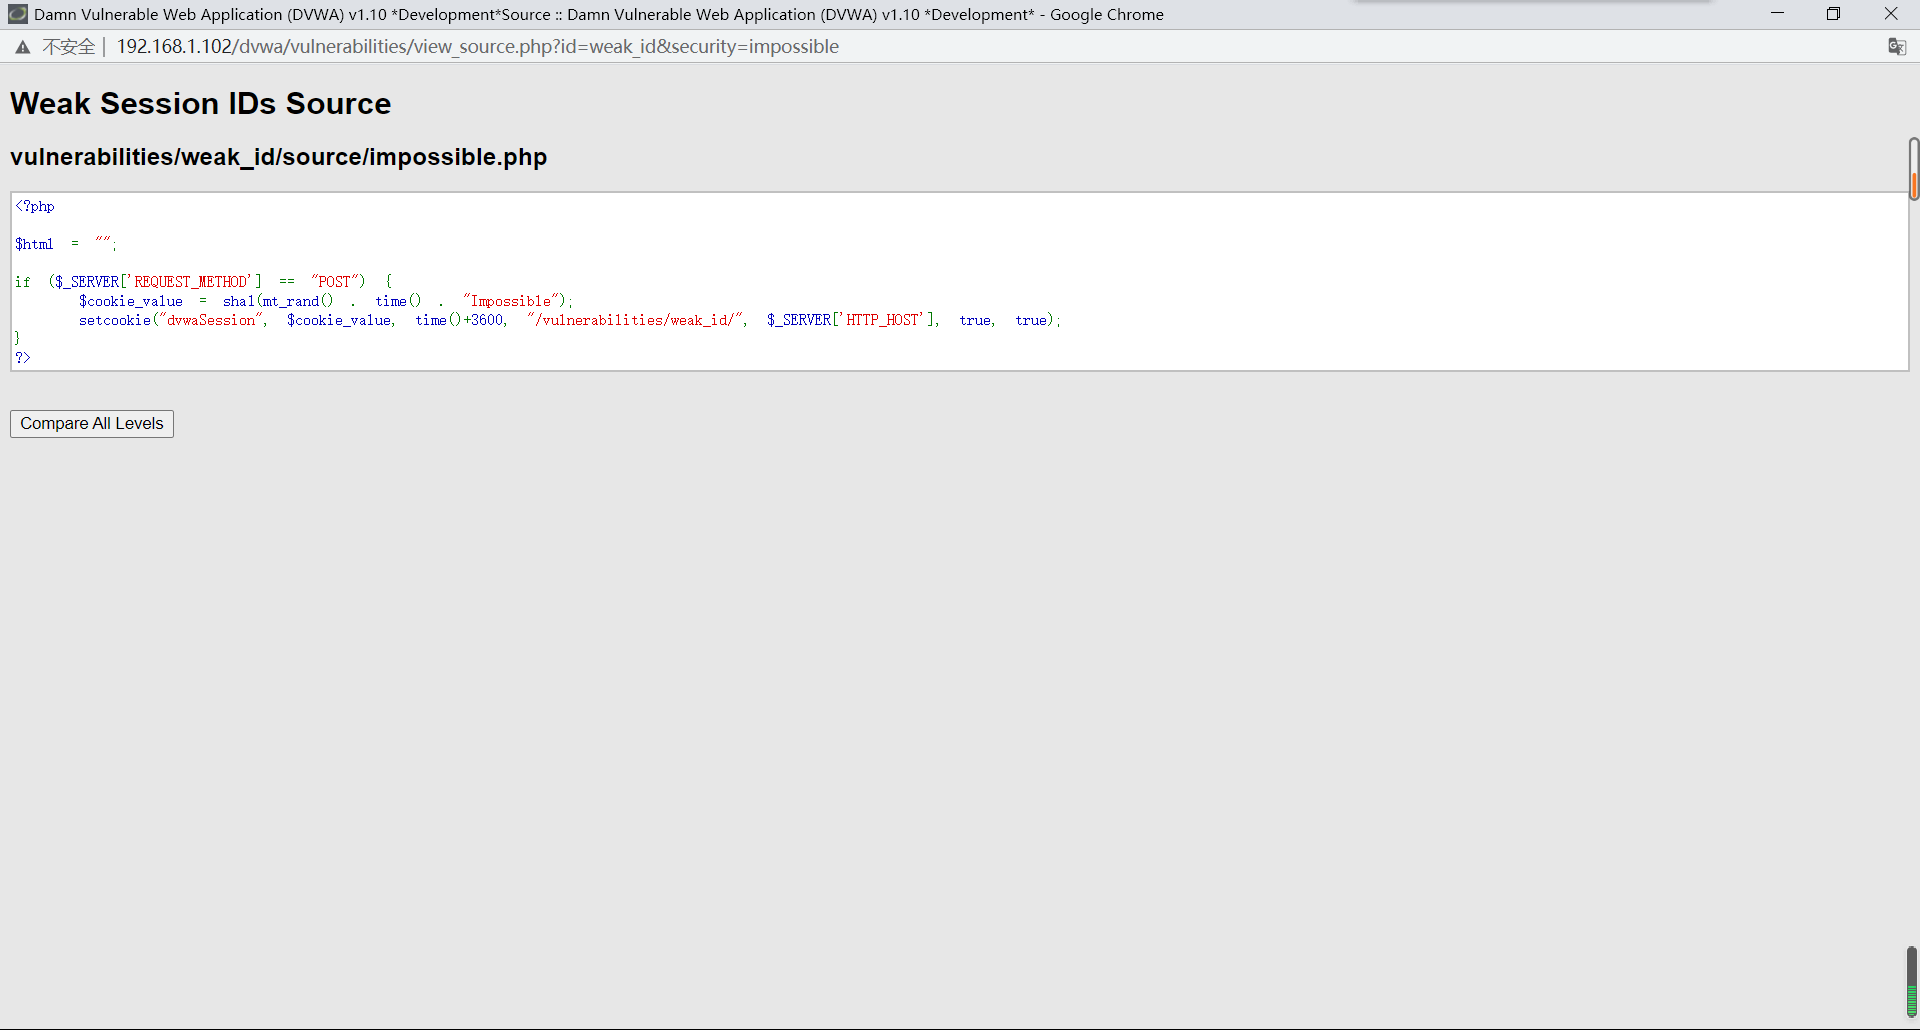 Damn Vulnerable Web Application (DVWA) v1.10 *Development*Source :: Damn Vulnerable Web Application (DVWA) v1.10 *Development* - Google Chrome
不安全 | 192.168.1.102/dvwa/vulnerabilities/view_source.php?id=weak_id&security=impossible
Weak Session IDs Source
vulnerabilities/weak_id/source/impossible.php
<?php
$html = "";
if ($_SERVER['REQUEST_METHOD'] == "POST") {
$cookie_value = sha1(mt_rand() . time() . "Impossible");
setcookie("dvwaSession", $cookie_value, time()+3600, "/vulnerabilities/weak_id/", $_SERVER['HTTP_HOST'], true, true);
}
?>
Compare All Levels